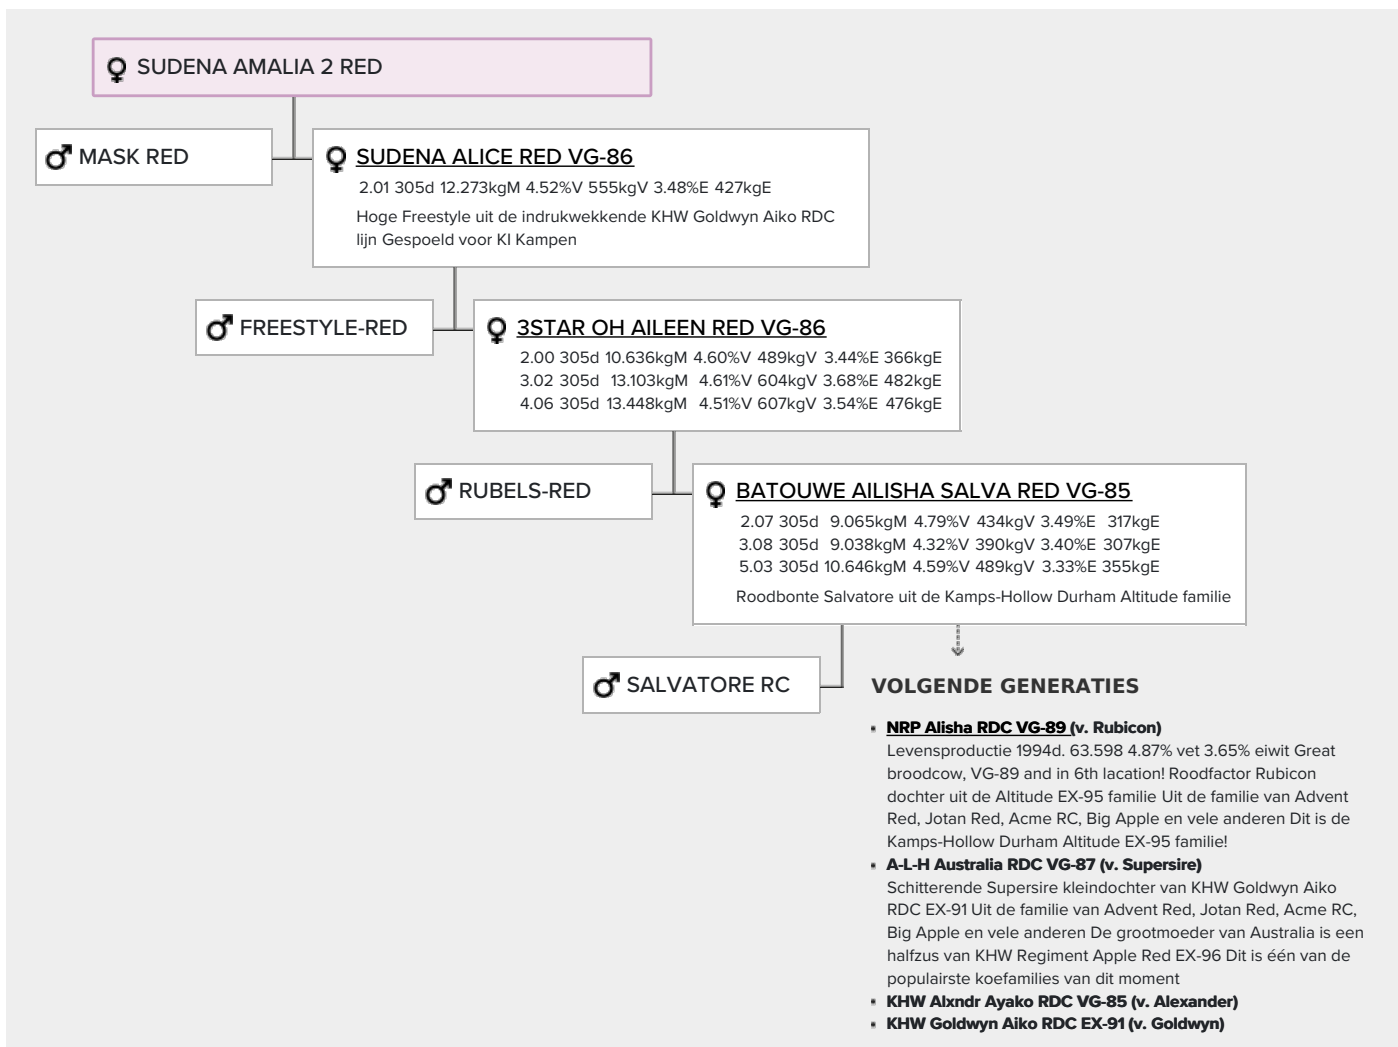 SUDENA AMALIA 2 RED
MASK RED
SUDENA ALICE RED VG-86
2.01 305d 12.273kgM 4.52%V 555kgV 3.48%E 427kgE
Hoge Freestyle uit de indrukwekkende KHW Goldwyn Aiko RDC
lijn Gespoeld voor KI Kampen
FREESTYLE-RED
3STAR OH AILEEN RED VG-86
2.00 305d 10.636kgM 4.60%V 489kgV 3.44%E 366kgE
3.02 305d 13.103kgM 4.61%V 604kgV 3.68%E 482kgE
4.06 305d 13.448kgM 4.51%V 607kgV 3.54%E 476kgE
RUBELS-RED
BATOUWE AILISHA SALVA RED VG-85
2.07 305d 9.065kgM 4.79%V 434kgV 3.49%E 317kgE
3.08 305d 9.038kgM 4.32%V 390kgV 3.40%E 307kgE
5.03 305d 10.646kgM 4.59%V 489kgV 3.33%E 355kgE
Roodbonte Salvatore uit de Kamps-Hollow Durham Altitude familie
SALVATORE RC
VOLGENDE GENERATIES
▪ NRP Alisha RDC VG-89 (v. Rubicon)
Levensproductie 1994d. 63.598 4.87% vet 3.65% eiwit Great
broodcow, VG-89 and in 6th lacation! Roodfactor Rubicon
dochter uit de Altitude EX-95 familie Uit de familie van Advent
Red, Jotan Red, Acme RC, Big Apple en vele anderen Dit is de
Kamps-Hollow Durham Altitude EX-95 familie!
▪ A-L-H Australia RDC VG-87 (v. Supersire)
Schitterende Supersire kleindochter van KHW Goldwyn Aiko
RDC EX-91 Uit de familie van Advent Red, Jotan Red, Acme RC,
Big Apple en vele anderen De grootmoeder van Australia is een
halfzus van KHW Regiment Apple Red EX-96 Dit is één van de
populairste koefamilies van dit moment
▪ KHW Alxndr Ayako RDC VG-85 (v. Alexander)
▪ KHW Goldwyn Aiko RDC EX-91 (v. Goldwyn)